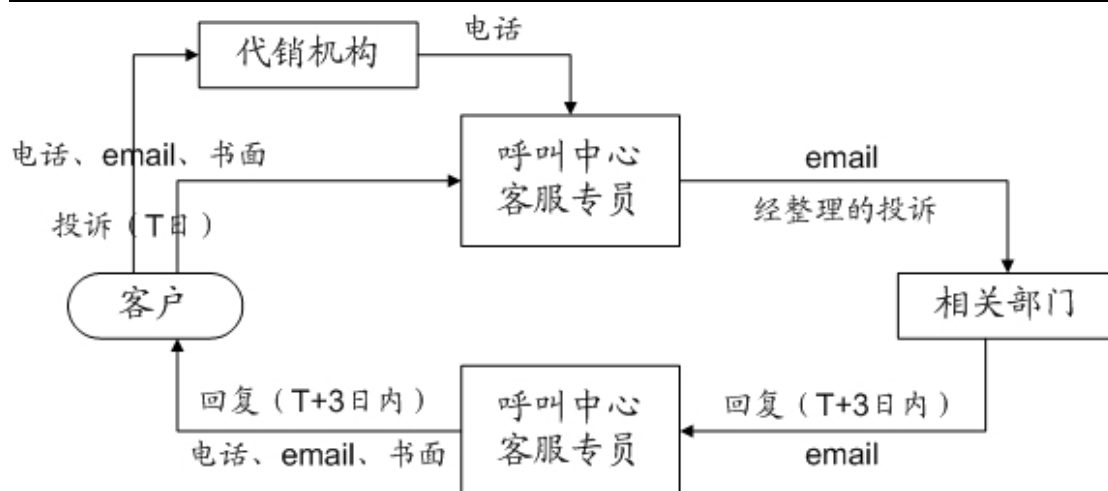 电话
代销机构
呼叫中心
客服专员
电话、email、书面
email
经整理的投诉
投诉（T日）
客户
相关部门
回复（T+3日内）
呼叫中心
客服专员
回复（T+3日内）
电话、email、书面
email